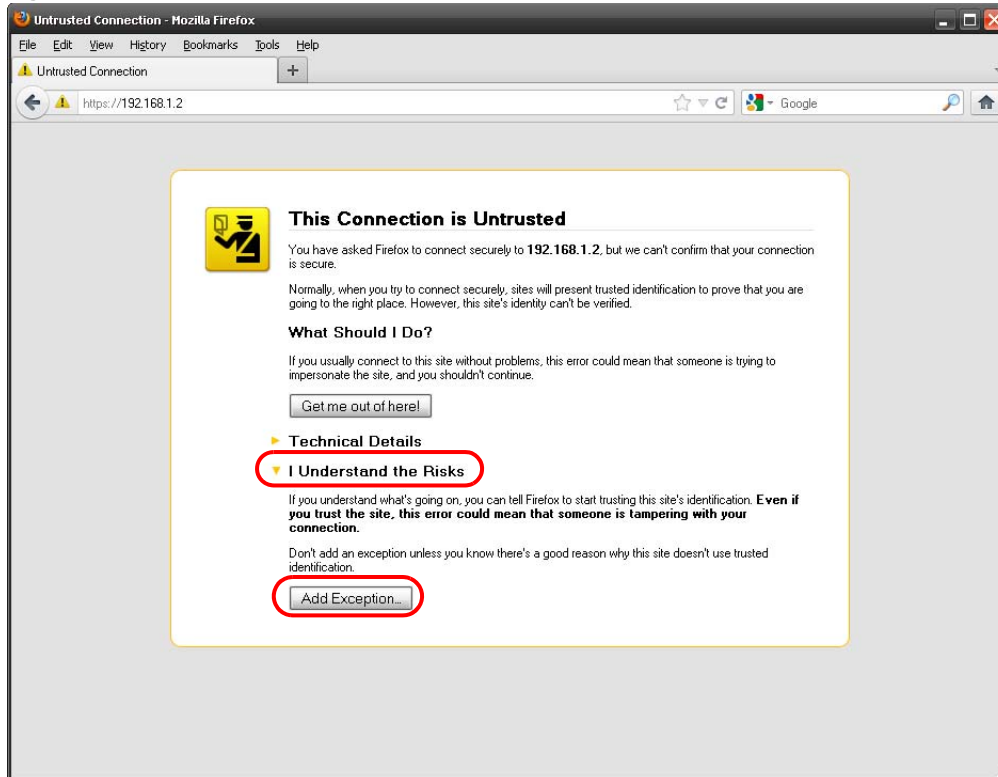 Untrusted Connection - Mozilla Firefox
File Edit View History Bookmarks Tools Help
Untrusted Connection +
https://192.168.1.2 Google
This Connection is Untrusted
You have asked Firefox to connect securely to 192.168.1.2, but we can't confirm that your connection
is secure.
Normally, when you try to connect securely, sites will present trusted identification to prove that you are
going to the right place. However, this site's identity can't be verified.
What Should I Do?
If you usually connect to this site without problems, this error could mean that someone is trying to
impersonate the site, and you shouldn't continue.
Get me out of here!
Technical Details
I Understand the Risks
If you understand what's going on, you can tell Firefox to start trusting this site's identification. Even if
you trust the site, this error could mean that someone is tampering with your
connection.
Don't add an exception unless you know there's a good reason why this site doesn't use trusted
identification.
Add Exception...